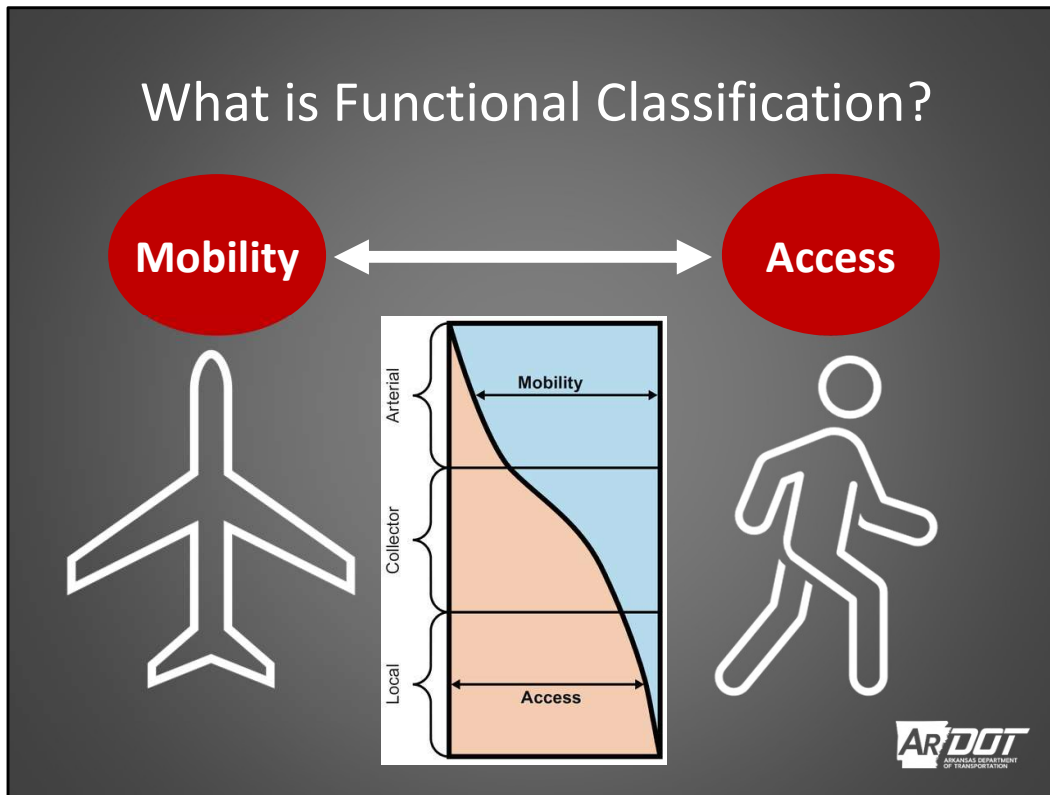 What is Functional Classification?
Mobility
Access
Arterial
Mobility
Collector
Local
Access
ARDOT
ARKANSAS DEPARTMENT
OF TRANSPORTATION